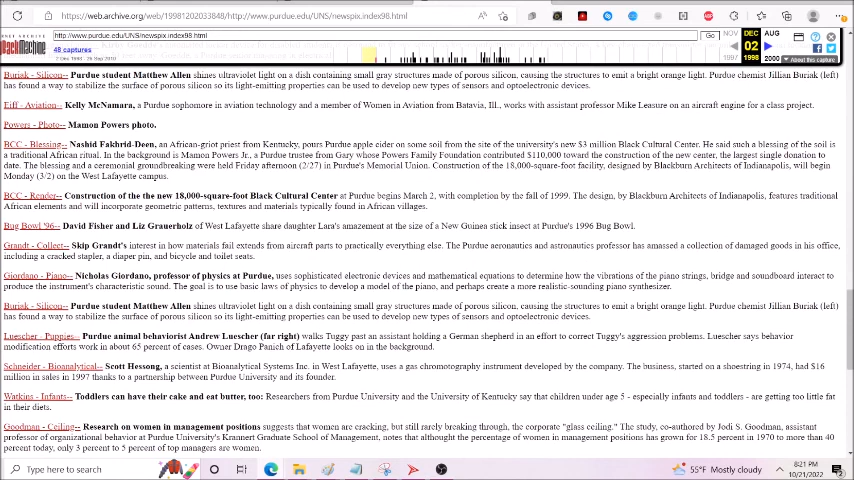 https://web.archive.org/web/19981202033848/http://www.purdue.edu/UNS/newspix.index98.html
http://www.purdue.edu/UNS/newspix.index98.html
Go
NOV DEC AUG
48 captures
02
2 Dec 1998 - 25 Sep 2010
1997 1998 2000
About this capture
Buriak - Silicon-- Purdue student Matthew Allen shines ultraviolet light on a dish containing small gray structures made of porous silicon, causing the structures to emit a bright orange light. Purdue chemist Jillian Buriak (left)
has found a way to stabilize the surface of porous silicon so its light-emitting properties can be used to develop new types of sensors and optoelectronic devices.
Eiff - Aviation-- Kelly McNamara, a Purdue sophomore in aviation technology and a member of Women in Aviation from Batavia, Ill., works with assistant professor Mike Leasure on an aircraft engine for a class project.
Powers - Photo-- Mamon Powers photo.
BCC - Blessing-- Nashid Fakhrid-Deen, an African-griot priest from Kentucky, pours Purdue apple cider on some soil from the site of the university's new $3 million Black Cultural Center. He said such a blessing of the soil is
a traditional African ritual. In the background is Mamon Powers Jr., a Purdue trustee from Gary whose Powers Family Foundation contributed $110,000 toward the construction of the new center, the largest single donation to
date. The blessing and a ceremonial groundbreaking were held Friday afternoon (2/27) in Purdue's Memorial Union. Construction of the 18,000-square-foot facility, designed by Blackburn Architects of Indianapolis, will begin
Monday (3/2) on the West Lafayette campus.
BCC - Render-- Construction of the the new 18,000-square-foot Black Cultural Center at Purdue begins March 2, with completion by the fall of 1999. The design, by Blackburn Architects of Indianapolis, features traditional
African elements and will incorporate geometric patterns, textures and materials typically found in African villages.
Bug Bowl '96-- David Fisher and Liz Grauerholz of West Lafayette share daughter Lara's amazement at the size of a New Guinea stick insect at Purdue's 1996 Bug Bowl.
Grandt - Collect-- Skip Grandt's interest in how materials fail extends from aircraft parts to practically everything else. The Purdue aeronautics and astronautics professor has amassed a collection of damaged goods in his office,
including a cracked stapler, a diaper pin, and bicycle and toilet seats.
Giordano - Piano-- Nicholas Giordano, professor of physics at Purdue, uses sophisticated electronic devices and mathematical equations to determine how the vibrations of the piano strings, bridge and soundboard interact to
produce the instrument's characteristic sound. The goal is to use basic laws of physics to develop a model of the piano, and perhaps create a more realistic-sounding piano synthesizer.
Buriak - Silicon-- Purdue student Matthew Allen shines ultraviolet light on a dish containing small gray structures made of porous silicon, causing the structures to emit a bright orange light. Purdue chemist Jillian Buriak (left)
has found a way to stabilize the surface of porous silicon so its light-emitting properties can be used to develop new types of sensors and optoelectronic devices.
Luescher - Puppies-- Purdue animal behaviorist Andrew Luescher (far right) walks Tuggy past an assistant holding a German shepherd in an effort to correct Tuggy's aggression problems. Luescher says behavior
modification efforts work in about 65 percent of cases. Owner Drago Panich of Lafayette looks on in the background.
Schneider - Bioanalytical-- Scott Hessong, a scientist at Bioanalytical Systems Inc. in West Lafayette, uses a gas chromotography instrument developed by the company. The business, started on a shoestring in 1974, had $16
million in sales in 1997 thanks to a partnership between Purdue University and its founder.
Watkins - Infants-- Toddlers can have their cake and eat butter, too: Researchers from Purdue University and the University of Kentucky say that children under age 5 - especially infants and toddlers - are getting too little fat
in their diets.
Goodman - Ceiling-- Research on women in management positions suggests that women are cracking, but still rarely breaking through, the corporate "glass ceiling." The study, co-authored by Jodi S. Goodman, assistant
professor of organizational behavior at Purdue University's Krannert Graduate School of Management, notes that althought the percentage of women in management positions has grown for 18.5 percent in 1970 to more than 40
percent today, only 3 percent to 5 percent of top managers are women.
Type here to search
55°F Mostly cloudy
8:21 PM
10/21/2022